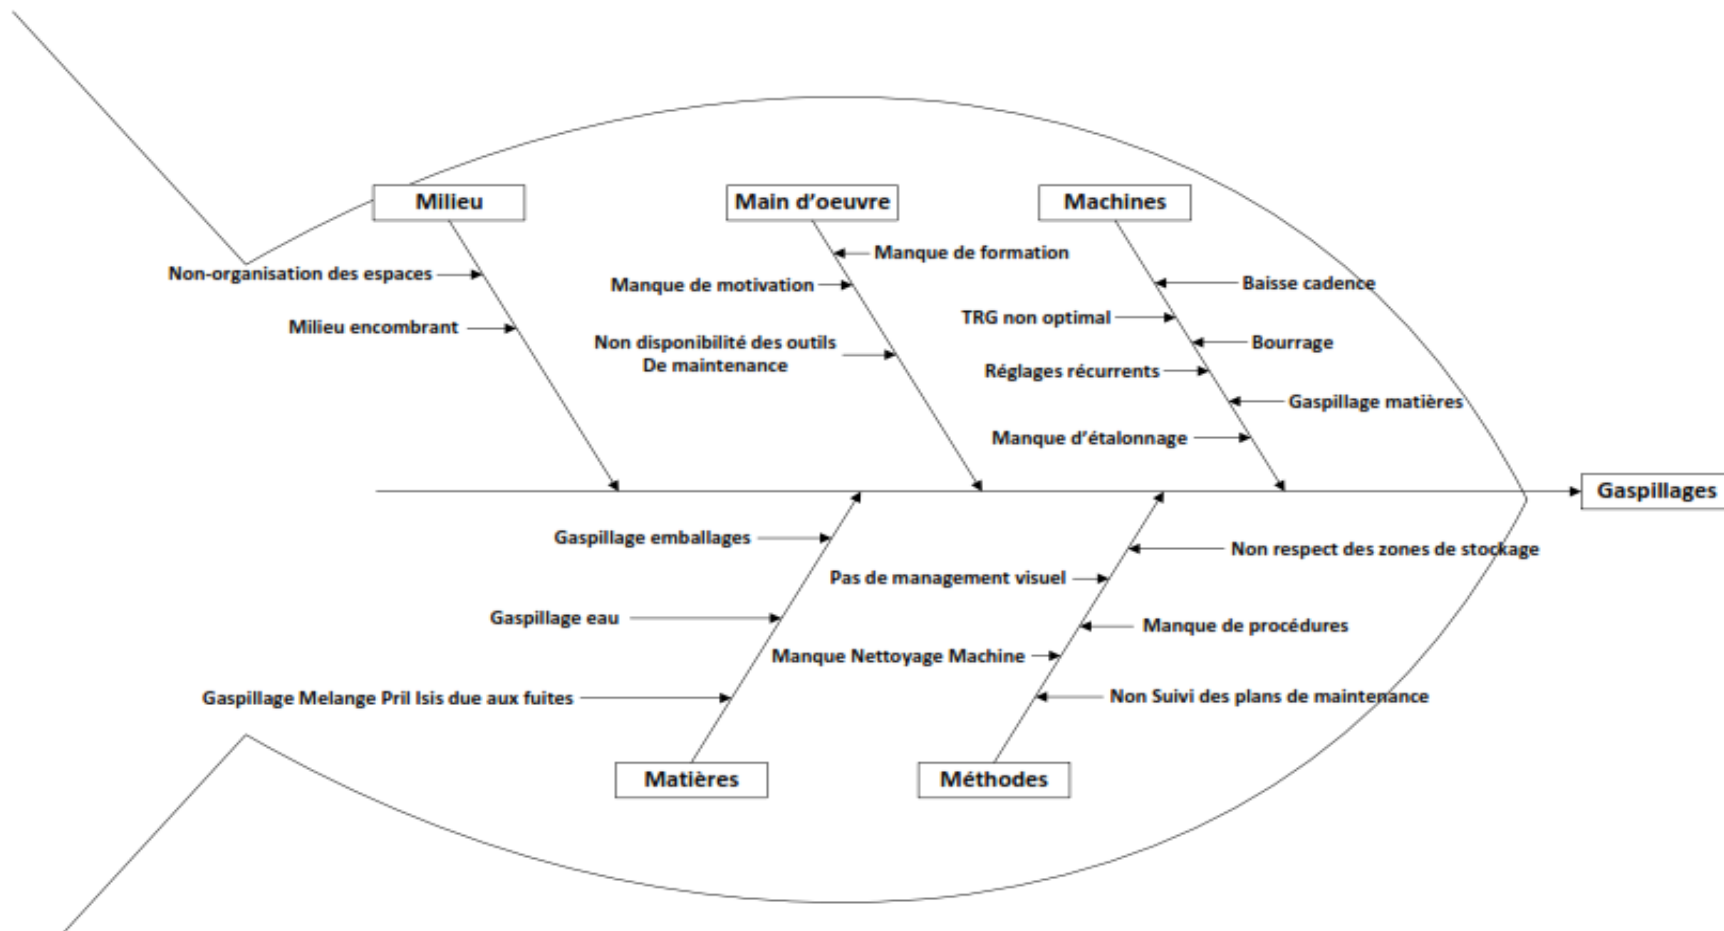 Milieu
Main d'oeuvre
Machines
Manque de formation
Non-organisation des espaces
Manque de motivation
Baisse cadence
TRG non optimal
Milieu encombrant
Non disponibilité des outils
De maintenance
Bourrage
Réglages récurrents
Gaspillage matières
Manque d'étalonnage
Gaspillages
Gaspillage emballages
Non respect des zones de stockage
Pas de management visuel
Gaspillage eau
Manque de procédures
Manque Nettoyage Machine
Gaspillage Melange Pril Isis due aux fuites
Non Suivi des plans de maintenance
Matières
Méthodes